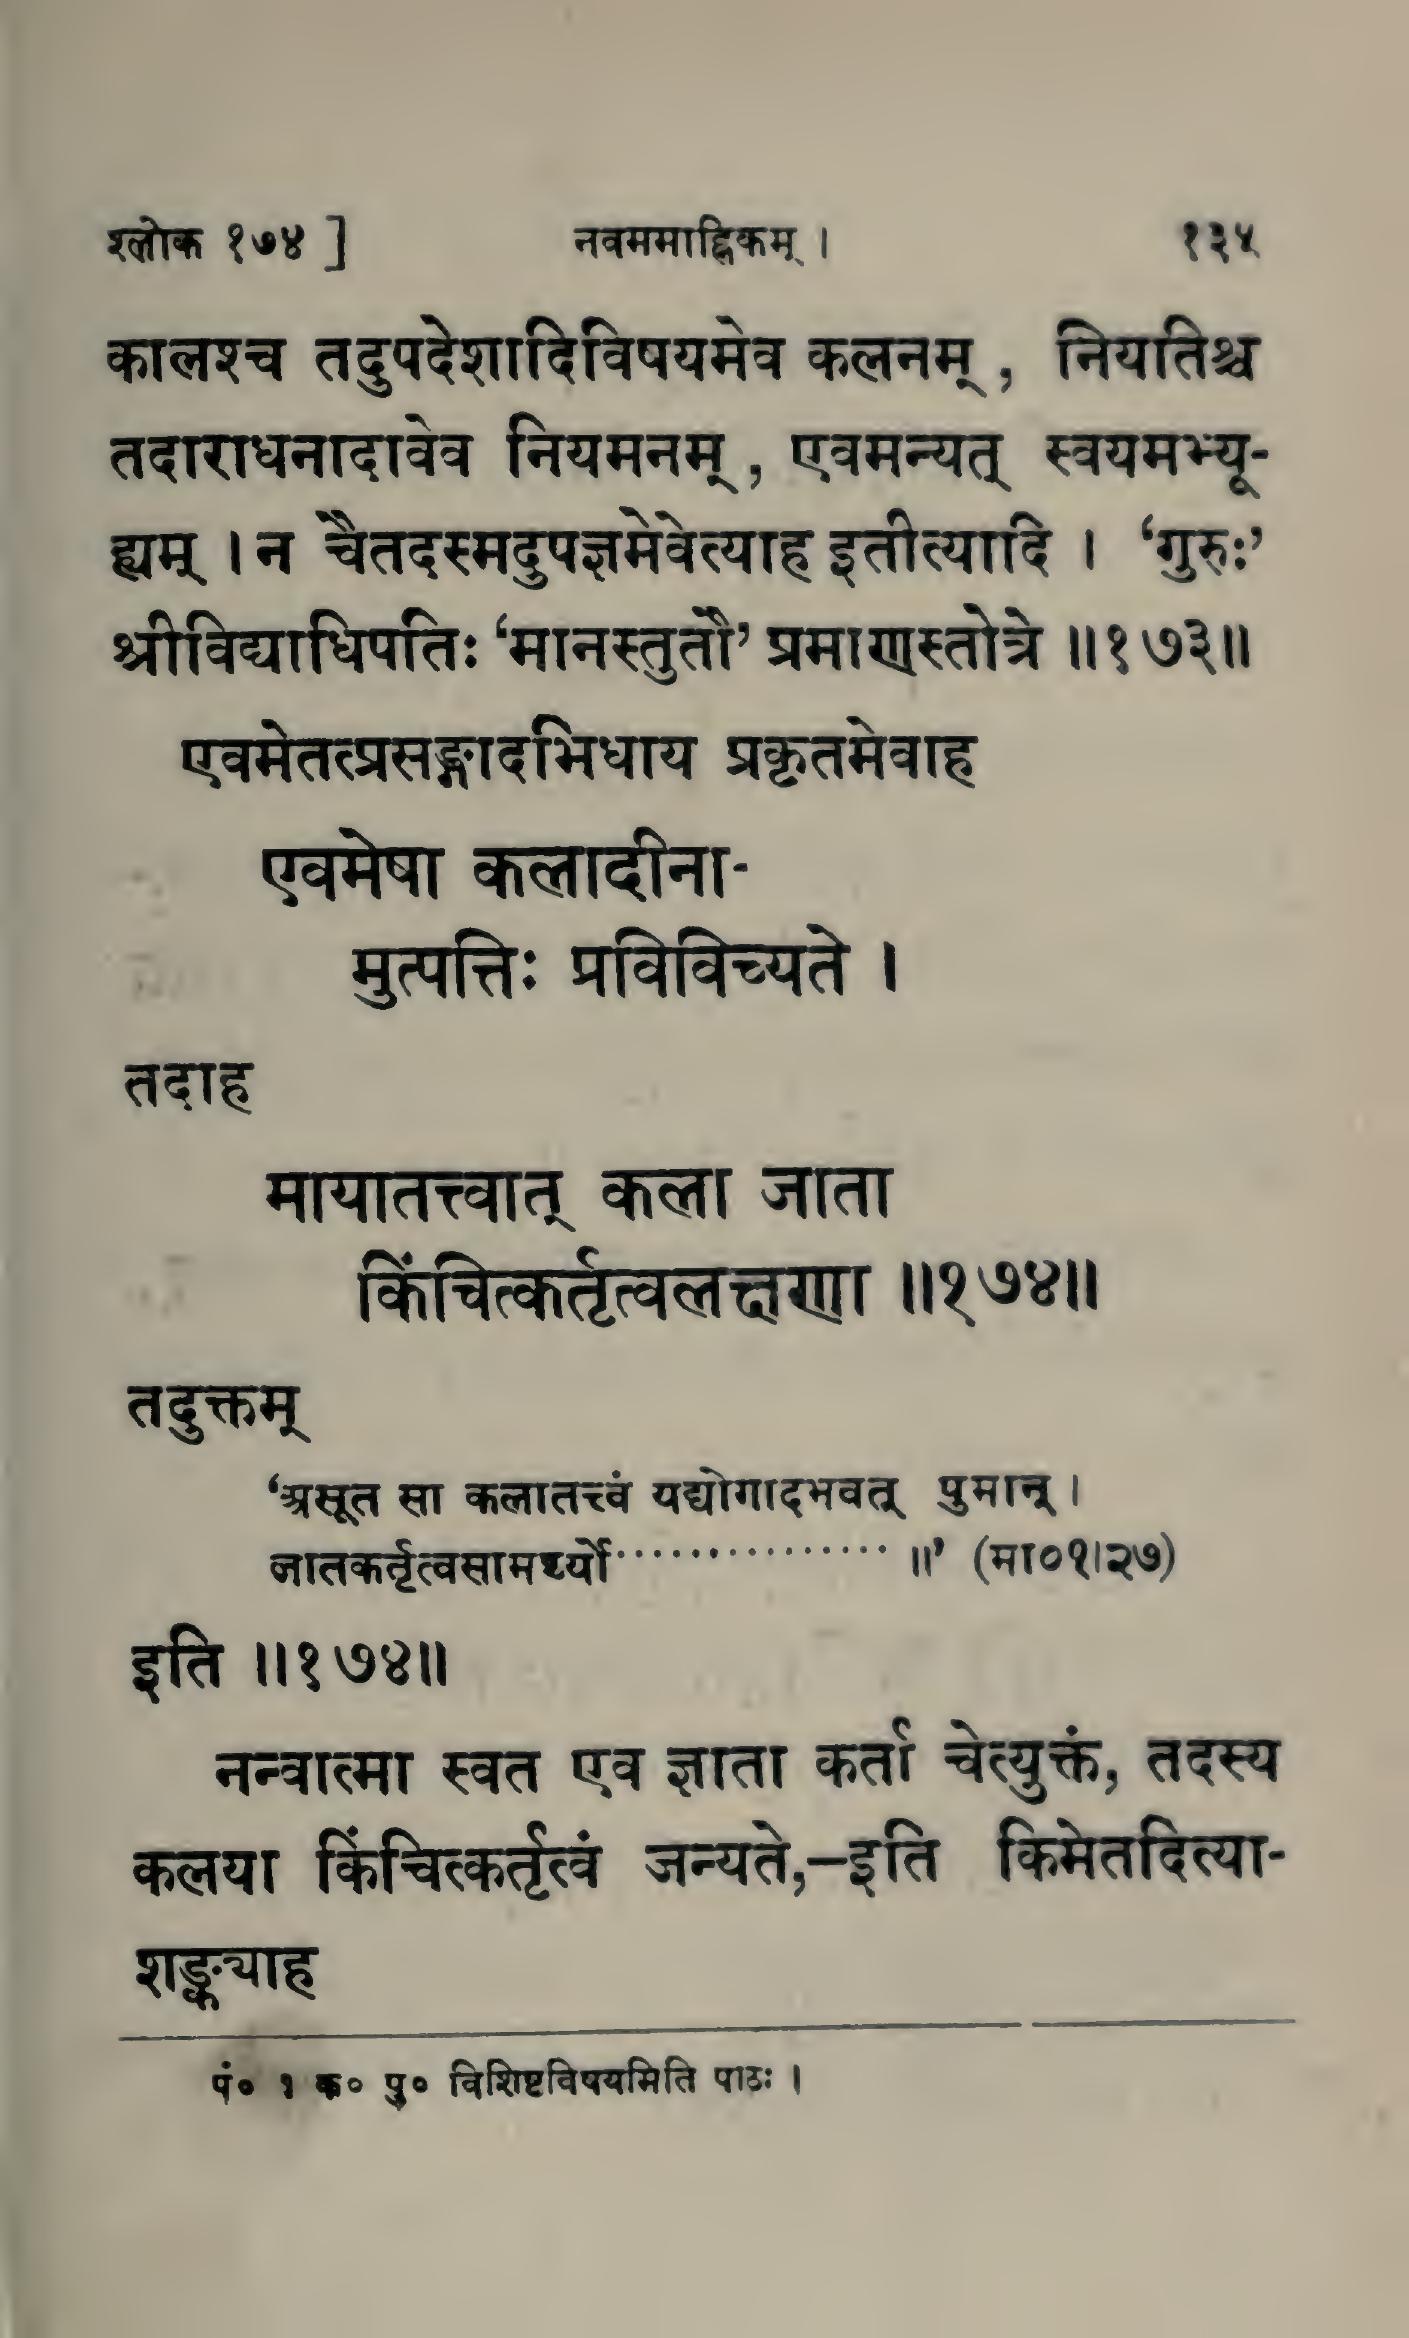 श्लोक १७४ ] नवममाह्निकम् । १३५
कालश्च तदुपदेशादिविषयमेव कलनम् , नियतिश्च
तदाराधनादावेव नियमनम् , एवमन्यत् स्वयमभ्यू-
ह्यम् । न चैतदस्मदुपज्ञमेवेत्याह इतीत्यादि । ‘गुरुः’
श्रीविद्याधिपतिः ‘मानस्तुतौ’ प्रमाणस्तोत्रे ॥१७३॥
एवमेतत्प्रसङ्गादभिधाय प्रकृतमेवाह
एवमेषा कलादीना-
मुत्पत्तिः प्रविविच्यते ।
तदाह
मायातत्त्वात् कला जाता
किंचित्कर्तृत्वलक्षणा ॥१७४॥
तदुक्तम्
‘असूत सा कलातत्त्वं यद्योगादभवत् पुमान् ।
जातकर्तृत्वसामर्थ्यो··············· ॥’ (मा०१।२७)
इति ॥१७४॥
नन्वात्मा स्वत एव ज्ञाता कर्ता चेत्युक्तं, तदस्य
कलया किंचित्कर्तृत्वं जन्यते,–इति किमेतदित्या-
शङ्क्याह
पं० १ क० पु० विशिष्टविषयमिति पाठः ।